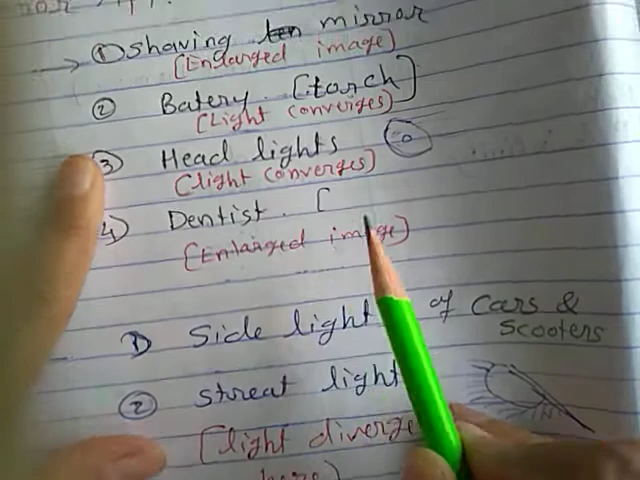 ① Shaving mirror
[Enlarged image)
② Batery. [torch]
[Light converges)
③ Head lights
(light converges)
4) Dentist. [
[Enlarged image)
① Side light of cars &
scooters
② Streat light
[light diverge
here)